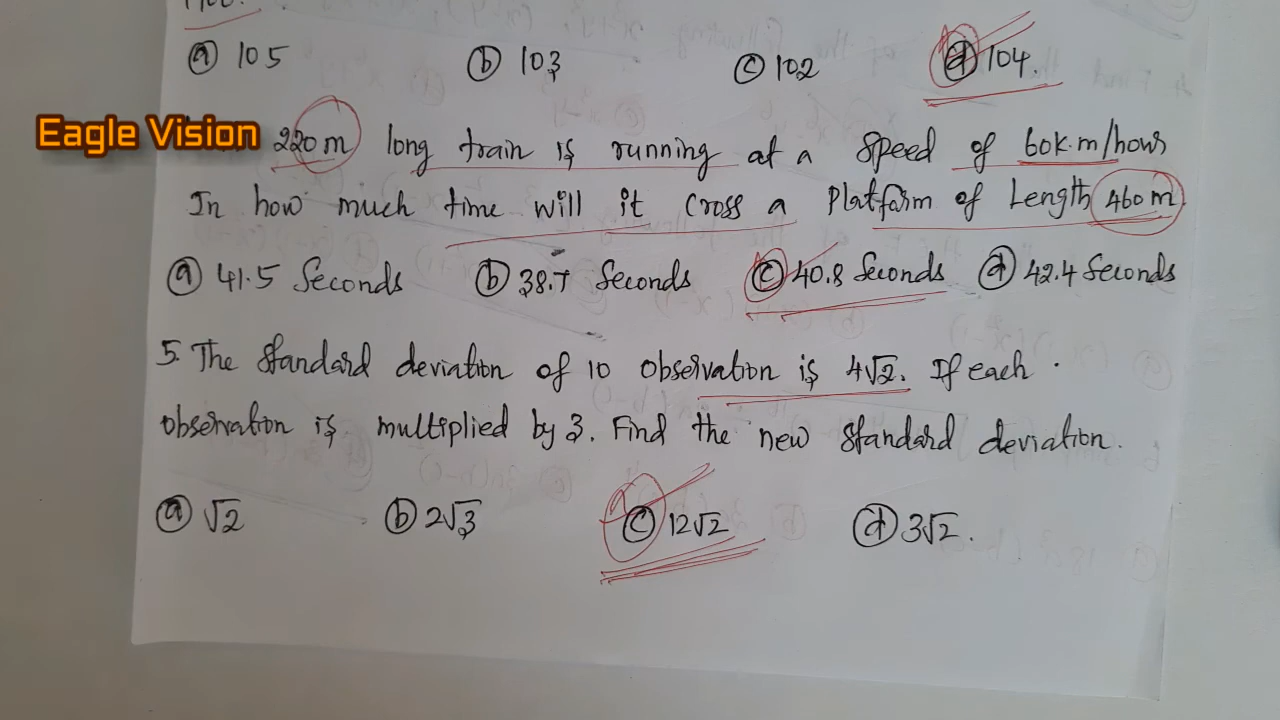 ⓐ 105 ⓑ 103 ⓒ 102 ⓓ 104.
Eagle Vision 220m long train is running at a speed of 60k.m/hours
In how much time will it cross a platform of Length 460m
ⓐ 41.5 Seconds ⓑ 38.7 Seconds ⓒ 40.8 Seconds ⓓ 42.4 Seconds
5. The standard deviation of 10 observation is 4√2. If each
observation is multiplied by 3. Find the new standard deviation.
ⓐ √2 ⓑ 2√3 ⓒ 12√2 ⓓ 3√2.